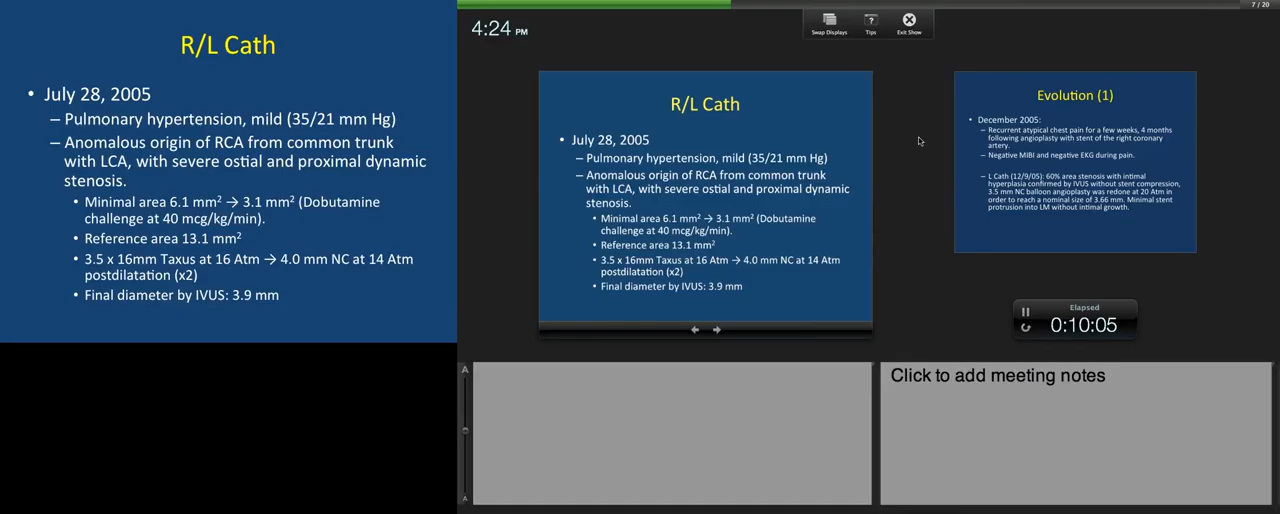 R/L Cath
• July 28, 2005
– Pulmonary hypertension, mild (35/21 mm Hg)
– Anomalous origin of RCA from common trunk
with LCA, with severe ostial and proximal dynamic
stenosis.
• Minimal area 6.1 mm² → 3.1 mm² (Dobutamine
challenge at 40 mcg/kg/min).
• Reference area 13.1 mm²
• 3.5 x 16mm Taxus at 16 Atm → 4.0 mm NC at 14 Atm
postdilatation (x2)
• Final diameter by IVUS: 3.9 mm
7 / 20
4:24 PM
Swap Displays
Tips
Exit Show
R/L Cath
• July 28, 2005
– Pulmonary hypertension, mild (35/21 mm Hg)
– Anomalous origin of RCA from common trunk
with LCA, with severe ostial and proximal dynamic
stenosis.
• Minimal area 6.1 mm² → 3.1 mm² (Dobutamine
challenge at 40 mcg/kg/min).
• Reference area 13.1 mm²
• 3.5 x 16mm Taxus at 16 Atm → 4.0 mm NC at 14 Atm
postdilatation (x2)
• Final diameter by IVUS: 3.9 mm
Evolution (1)
• December 2005:
– Recurrent atypical chest pain for a few weeks, 4 months
following angioplasty with stent of the right coronary
artery.
– Negative MIBI and negative EKG during pain.
– L Cath (12/9/05): 60% area stenosis with intimal
hyperplasia confirmed by IVUS without stent compression,
3.5 mm NC balloon angioplasty was redone at 20 Atm in
order to reach a nominal size of 3.66 mm. Minimal stent
protrusion into LM without intimal growth.
Elapsed
0:10:05
A
A
Click to add meeting notes